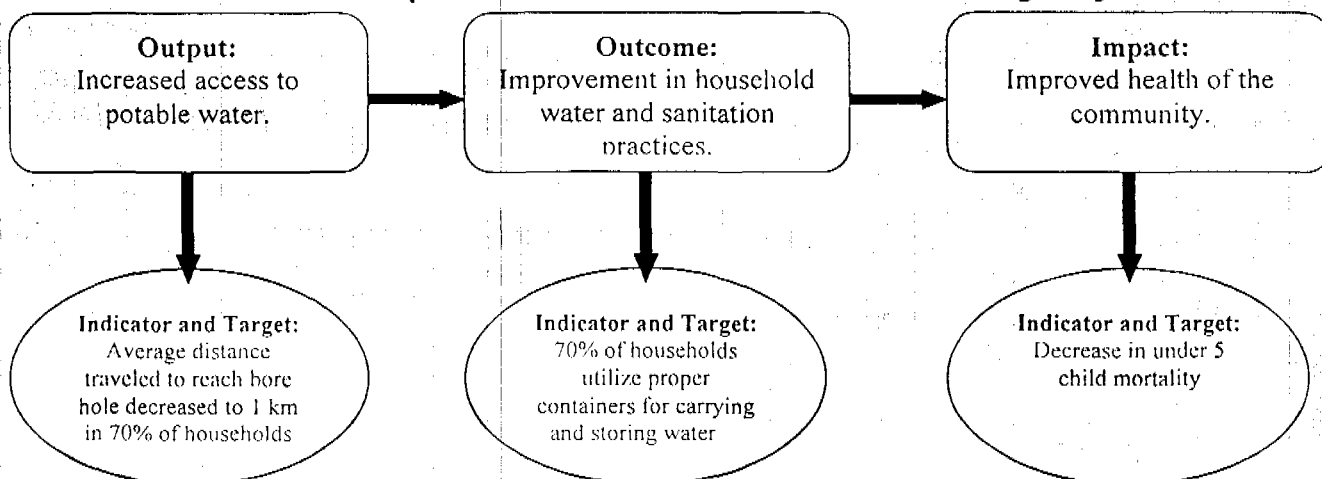 Output:
Increased access to
potable water.
Outcome:
Improvement in household
water and sanitation
practices.
Impact:
Improved health of the
community.
Indicator and Target:
Average distance
traveled to reach bore
hole decreased to 1 km
in 70% of households
Indicator and Target:
70% of households
utilize proper
containers for carrying
and storing water
Indicator and Target:
Decrease in under 5
child mortality